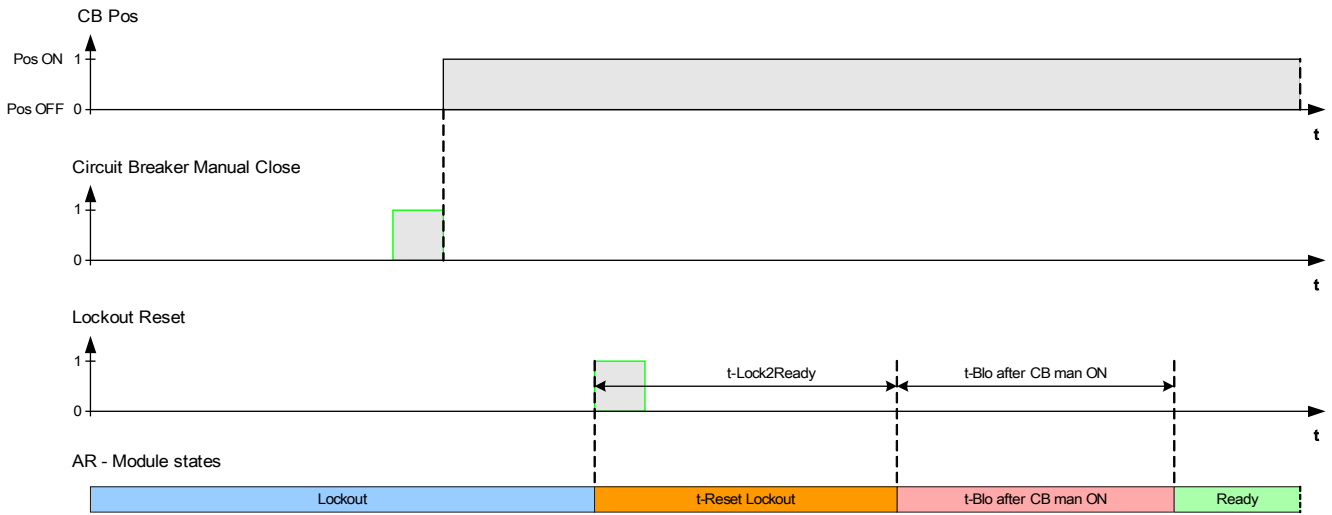 CB Pos
Pos ON 1
Pos OFF 0
t
Circuit Breaker Manual Close
1
0
t
Lockout Reset
1
t-Lock2Ready t-Blo after CB man ON
0
t
AR - Module states
Lockout t-Reset Lockout t-Blo after CB man ON Ready